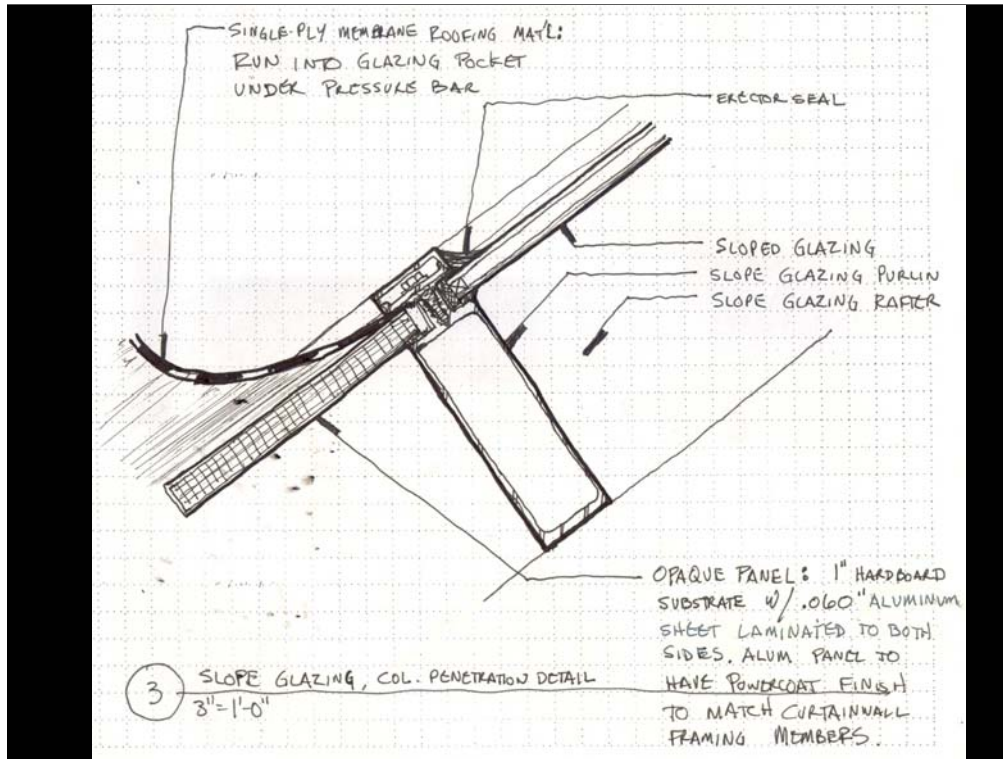 SINGLE-PLY MEMBRANE ROOFING MAT'L:
RUN INTO GLAZING POCKET
UNDER PRESSURE BAR
ERECTOR SEAL
SLOPED GLAZING
SLOPE GLAZING PURLIN
SLOPE GLAZING RAFTER
OPAQUE PANEL: 1" HARDBOARD
SUBSTRATE W/ .060" ALUMINUM
SHEET LAMINATED TO BOTH
SIDES. ALUM PANEL TO
HAVE POWERCOAT FINISH
TO MATCH CURTAINWALL
FRAMING MEMBERS.
3 SLOPE GLAZING, COL. PENETRATION DETAIL
3"=1'-0"